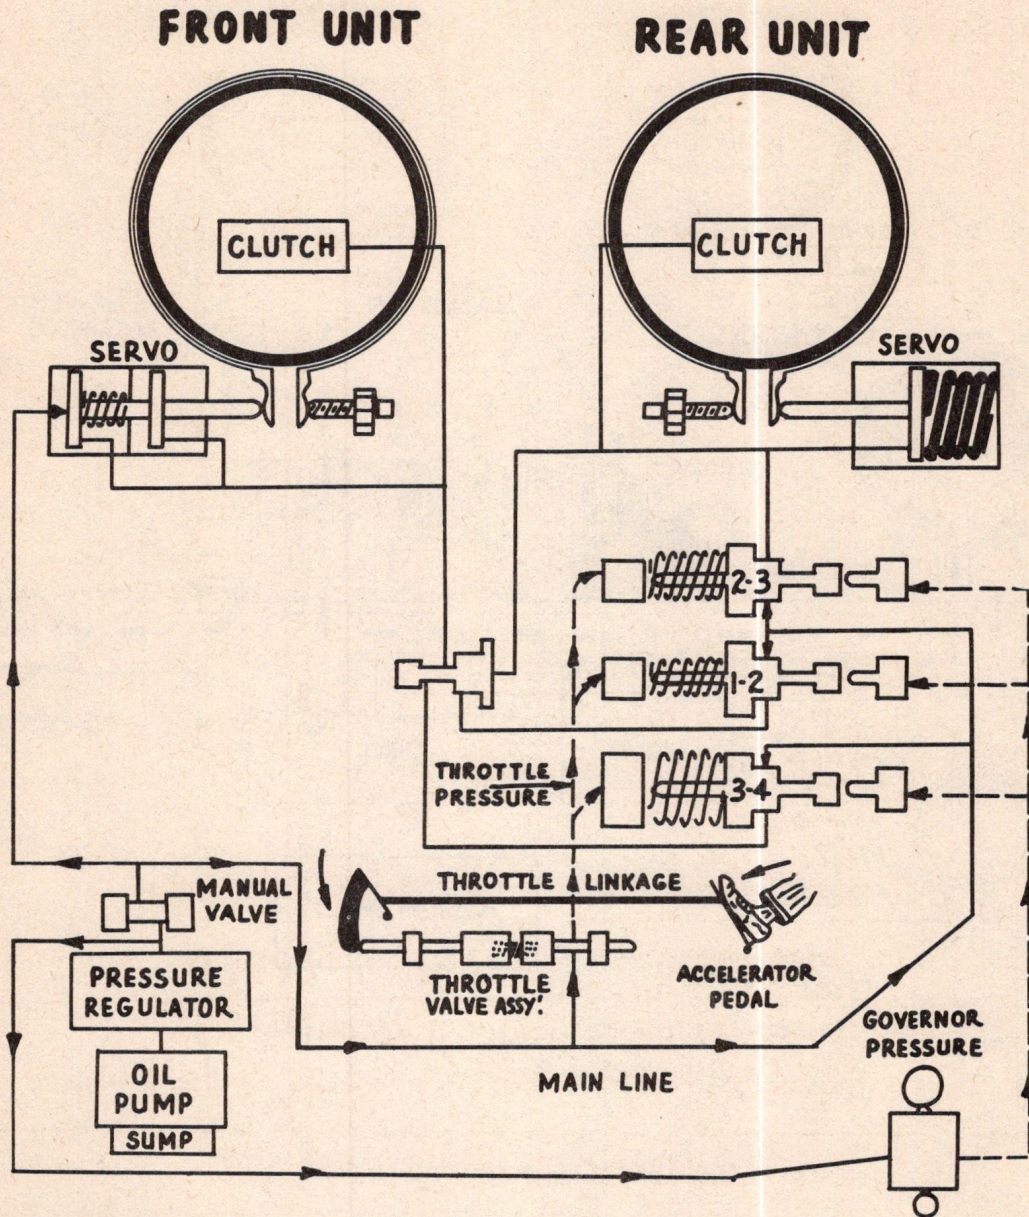 FRONT UNIT
REAR UNIT
CLUTCH
CLUTCH
SERVO
SERVO
2-3
1-2
THROTTLE
PRESSURE
3-4
MANUAL
VALVE
THROTTLE LINKAGE
PRESSURE
REGULATOR
THROTTLE
VALVE ASSY.
ACCELERATOR
PEDAL
GOVERNOR
PRESSURE
OIL
PUMP
SUMP
MAIN LINE